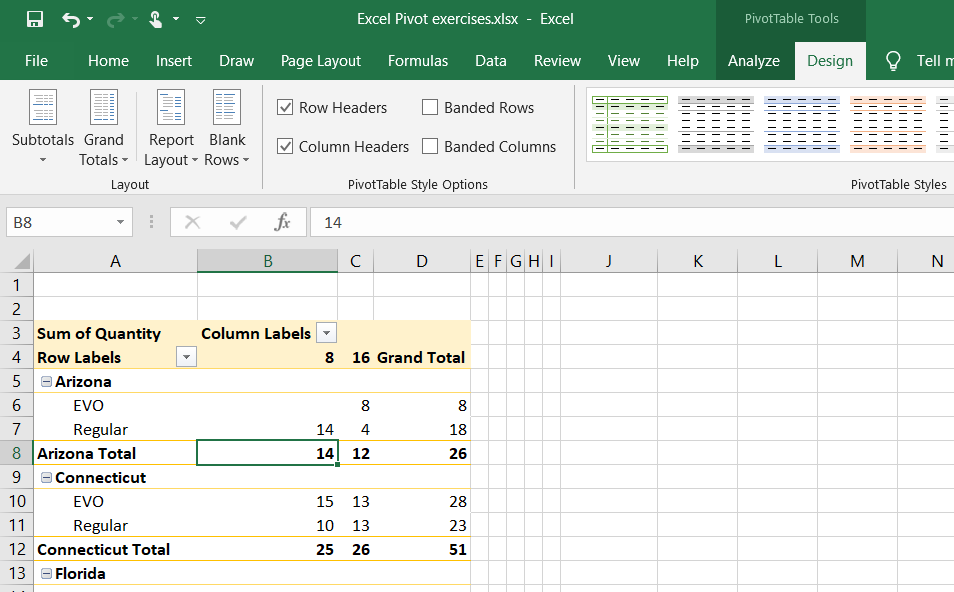 Excel Pivot exercises.xlsx - Excel
PivotTable Tools
File Home Insert Draw Page Layout Formulas Data Review View Help Analyze Design Tell m
Subtotals Grand Totals Report Layout Blank Rows
Row Headers Banded Rows
Column Headers Banded Columns
Layout PivotTable Style Options PivotTable Styles
B8 fx 14
A B C D E F G H I J K L M N
1
2
3 Sum of Quantity Column Labels
4 Row Labels 8 16 Grand Total
5 Arizona
6 EVO 8 8
7 Regular 14 4 18
8 Arizona Total 14 12 26
9 Connecticut
10 EVO 15 13 28
11 Regular 10 13 23
12 Connecticut Total 25 26 51
13 Florida